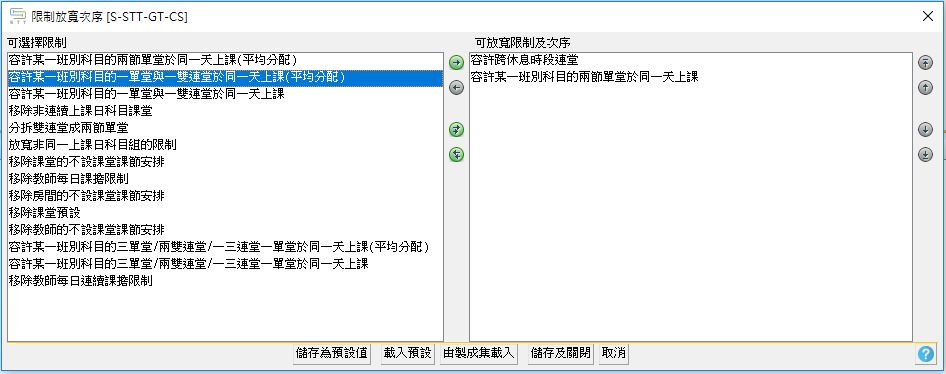 STT
限制放寬次序 [S-STT-GT-CS]
可選擇限制
容許某一班別科目的兩節單堂於同一天上課(平均分配)
容許某一班別科目的一單堂與一雙連堂於同一天上課(平均分配)
容許某一班別科目的一單堂與一雙連堂於同一天上課
移除非連續上課日科目課堂
分拆雙連堂成兩節單堂
放寬非同一上課日科目組的限制
移除課堂的不設課堂課節安排
移除教師每日課擔限制
移除房間的不設課堂課節安排
移除課堂預設
移除教師的不設課堂課節安排
容許某一班別科目的三單堂/兩雙連堂/一三連堂一單堂於同一天上課(平均分配)
容許某一班別科目的三單堂/兩雙連堂/一三連堂一單堂於同一天上課
移除教師每日連續課擔限制
可放寬限制及次序
容許跨休息時段連堂
容許某一班別科目的兩節單堂於同一天上課
儲存為預設值
載入預設
由製成集載入
儲存及關閉
取消
?